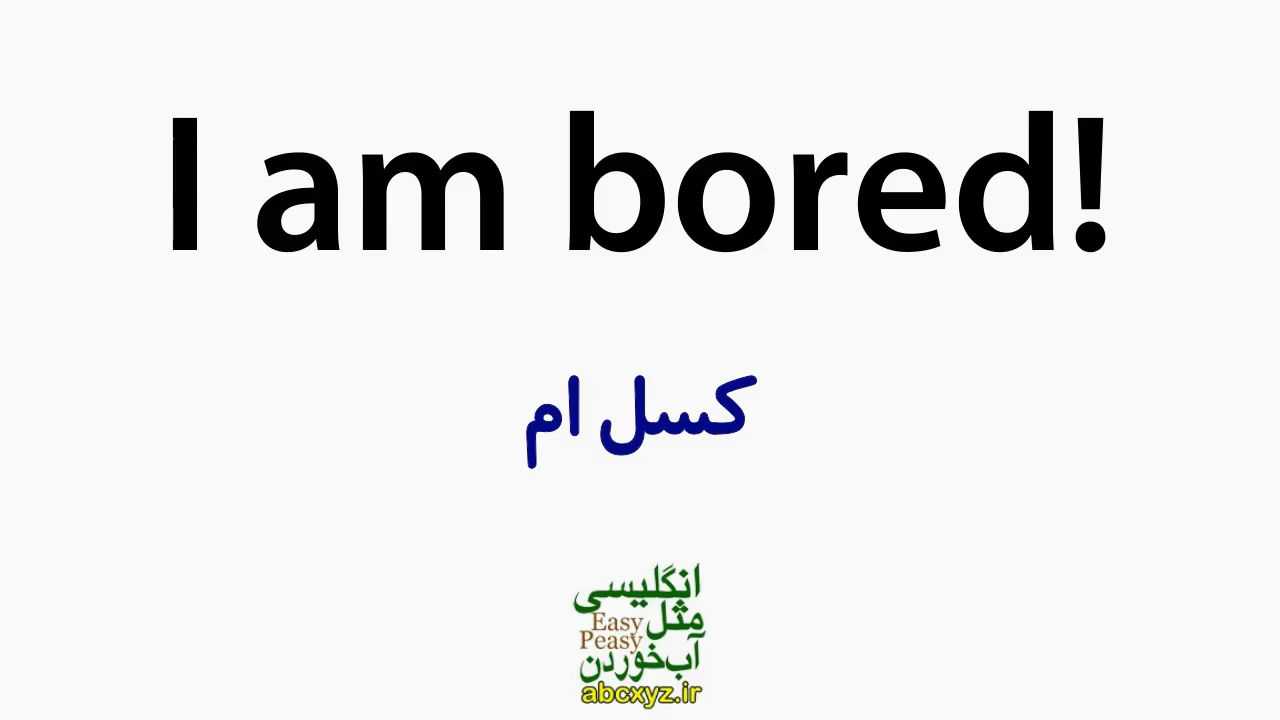 I am bored!
کسل ام
انگلیسی
مثل
Easy
Peasy
آب‌خوردن
abcxyz.ir